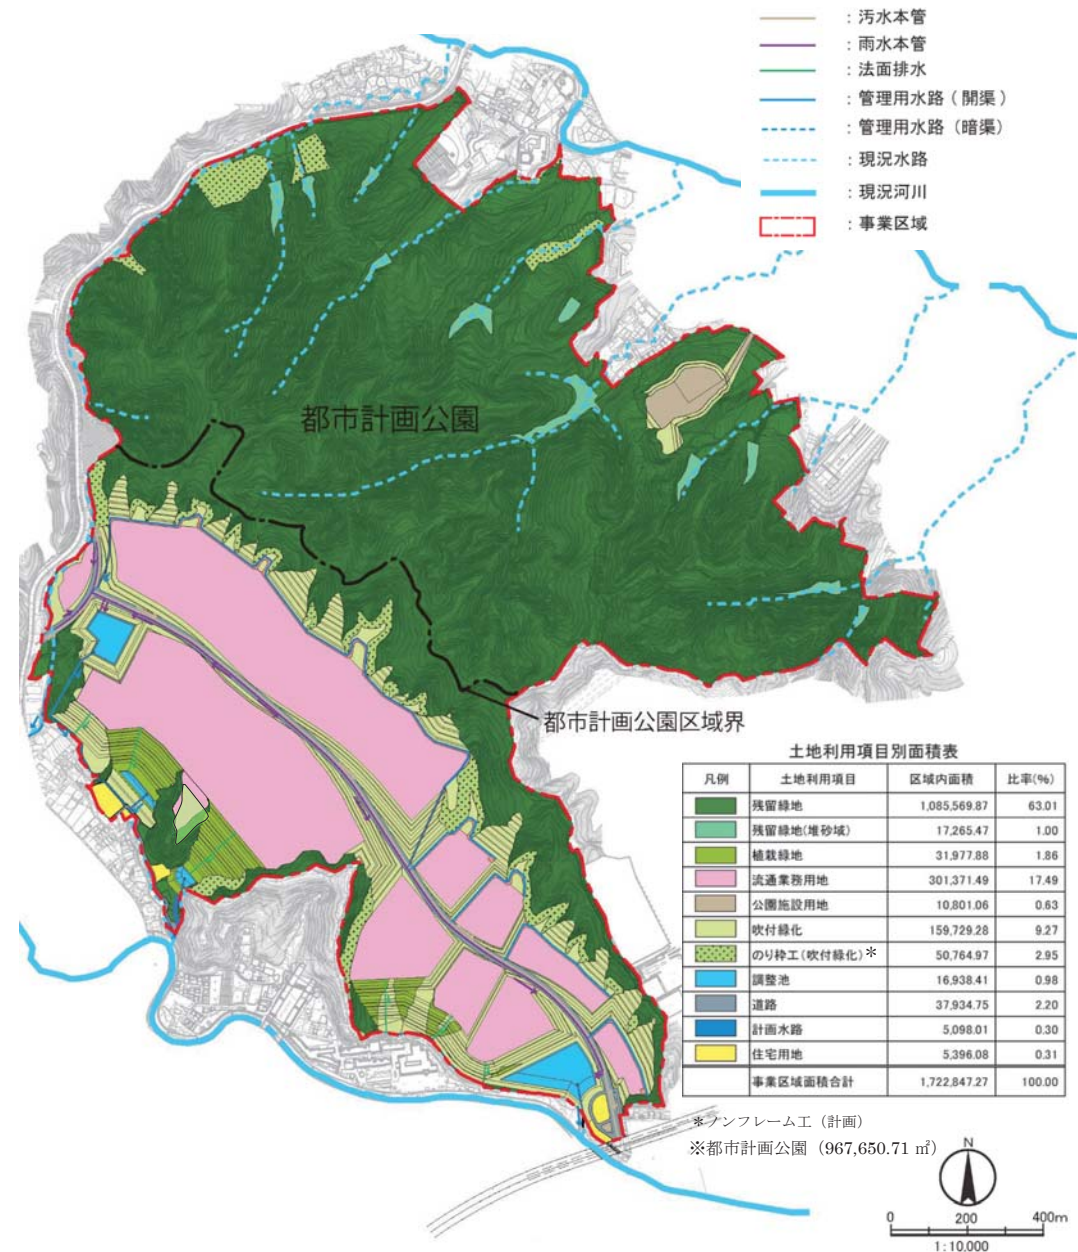 : 汚水本管
: 雨水本管
: 法面排水
: 管理用水路 ( 開渠 )
: 管理用水路 (暗渠)
: 現況水路
: 現況河川
: 事業区域
都市計画公園
都市計画公園区域界
土地利用項目別面積表
凡例 土地利用項目 区域内面積 比率(%)
残留緑地 1,085,569.87 63.01
残留緑地(堆砂域) 17,265.47 1.00
植栽緑地 31,977.88 1.86
流通業務用地 301,371.49 17.49
公園施設用地 10,801.06 0.63
吹付緑化 159,729.28 9.27
のり枠工(吹付緑化)* 50,764.97 2.95
調整池 16,938.41 0.98
道路 37,934.75 2.20
計画水路 5,098.01 0.30
住宅用地 5,396.08 0.31
事業区域面積合計 1,722,847.27 100.00
*ノンフレーム工（計画）
※都市計画公園（967,650.71 ㎡）
N
0 200 400m
1:10,000